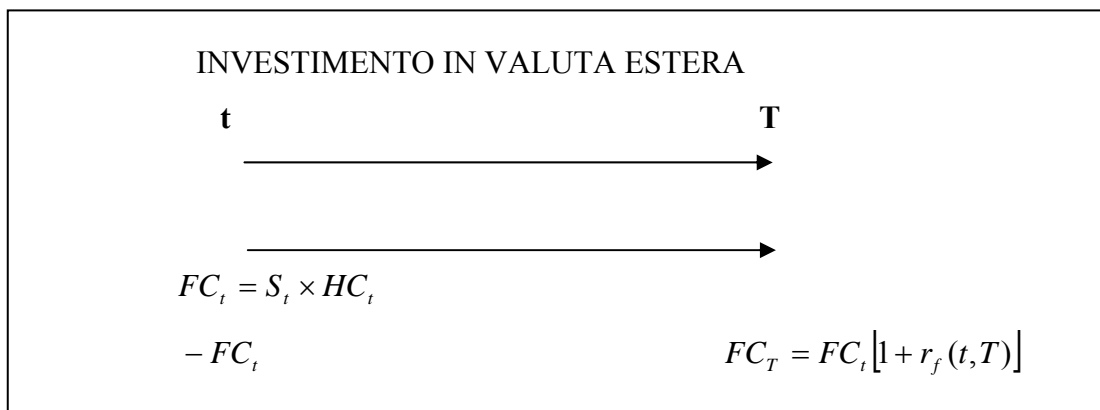 INVESTIMENTO IN VALUTA ESTERA
t T
FC_t = S_t × HC_t
− FC_t FC_T = FC_t⌊1 + r_f (t,T)⌋